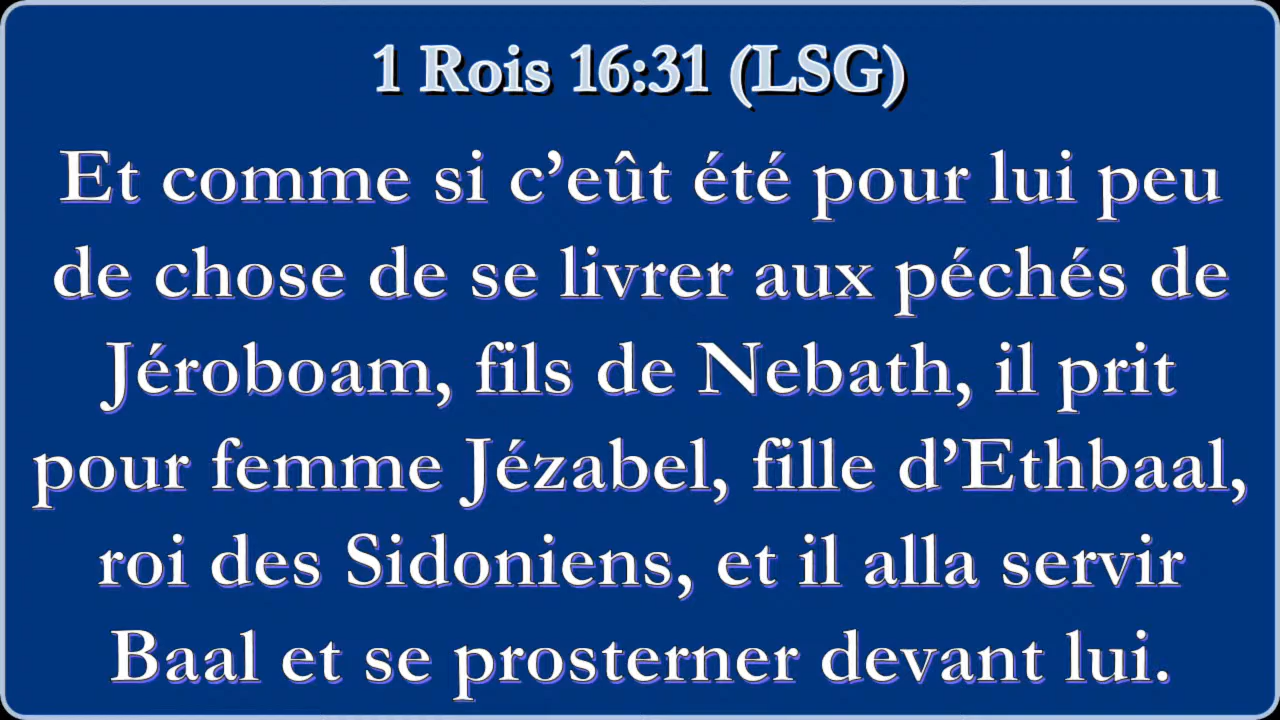 1 Rois 16:31 (LSG)
Et comme si c’eût été pour lui peu
de chose de se livrer aux péchés de
Jéroboam, fils de Nebath, il prit
pour femme Jézabel, fille d’Ethbaal,
roi des Sidoniens, et il alla servir
Baal et se prosterner devant lui.